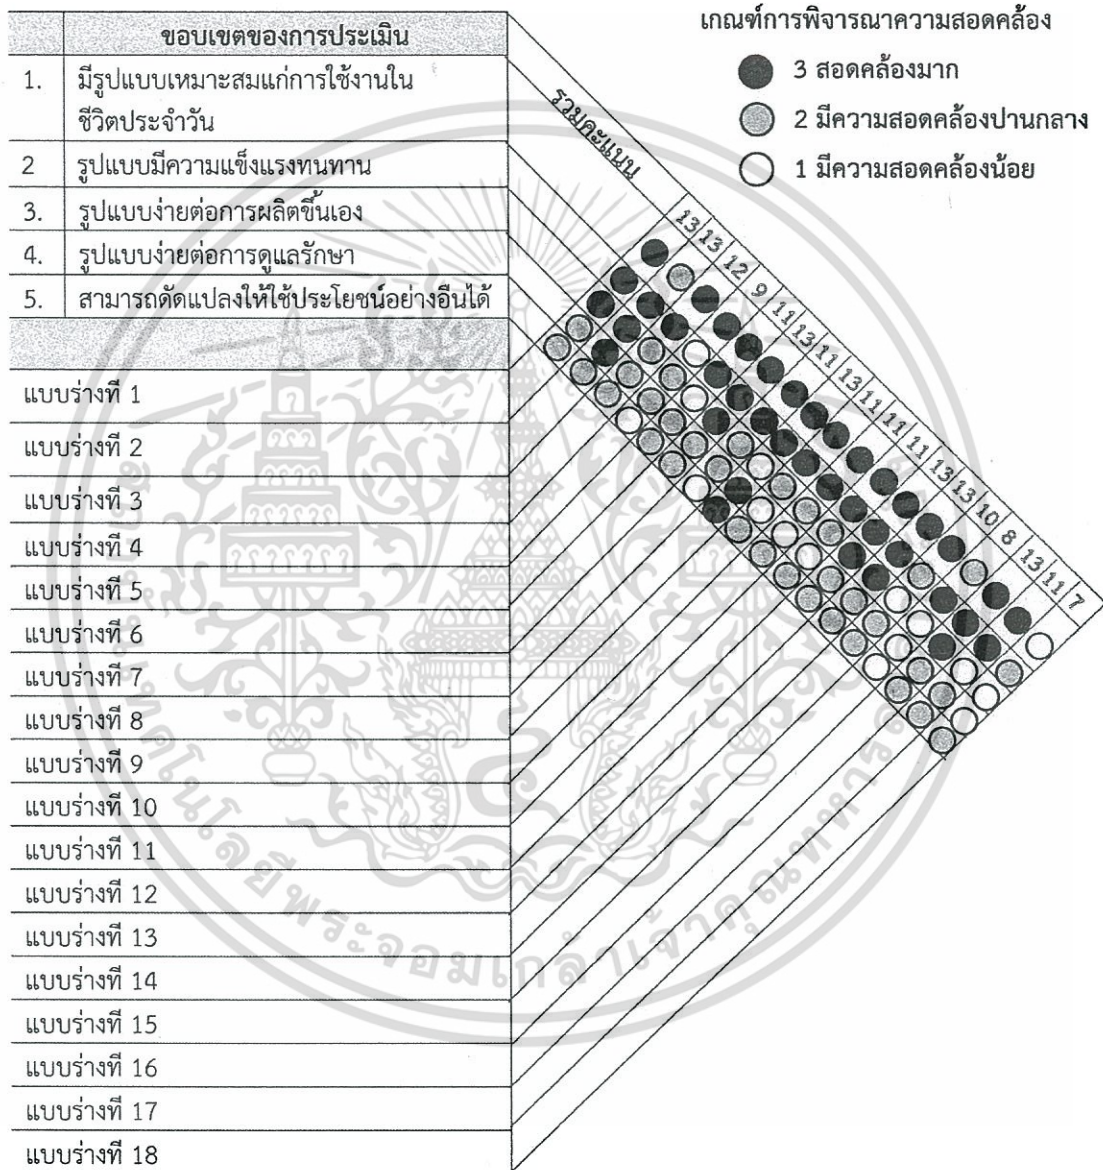 ขอบเขตของการประเมิน
1. มีรูปแบบเหมาะสมแก่การใช้งานใน
ชีวิตประจำวัน
2 รูปแบบมีความแข็งแรงทนทาน
3. รูปแบบง่ายต่อการผลิตขึ้นเอง
4. รูปแบบง่ายต่อการดูแลรักษา
5. สามารถดัดแปลงให้ใช้ประโยชน์อย่างอื่นได้
แบบร่างที่ 1
แบบร่างที่ 2
แบบร่างที่ 3
แบบร่างที่ 4
แบบร่างที่ 5
แบบร่างที่ 6
แบบร่างที่ 7
แบบร่างที่ 8
แบบร่างที่ 9
แบบร่างที่ 10
แบบร่างที่ 11
แบบร่างที่ 12
แบบร่างที่ 13
แบบร่างที่ 14
แบบร่างที่ 15
แบบร่างที่ 16
แบบร่างที่ 17
แบบร่างที่ 18
เกณฑ์การพิจารณาความสอดคล้อง
3 สอดคล้องมาก
2 มีความสอดคล้องปานกลาง
1 มีความสอดคล้องน้อย
รวมคะแนน
13 13 12 9 11 13 11 13 11 11 11 13 13 10 8 13 11 7
พระจอมเกล้าเจ้าคุณทหาร